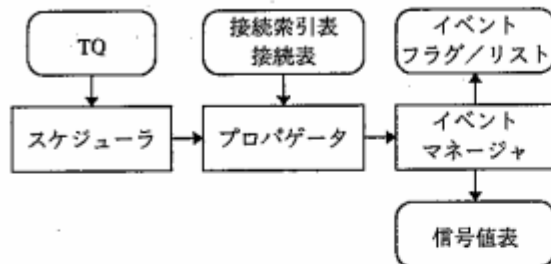 TQ
接続索引表
接続表
イベント
フラグ／リスト
スケジューラ
プロパゲータ
イベント
マネージャ
信号値表